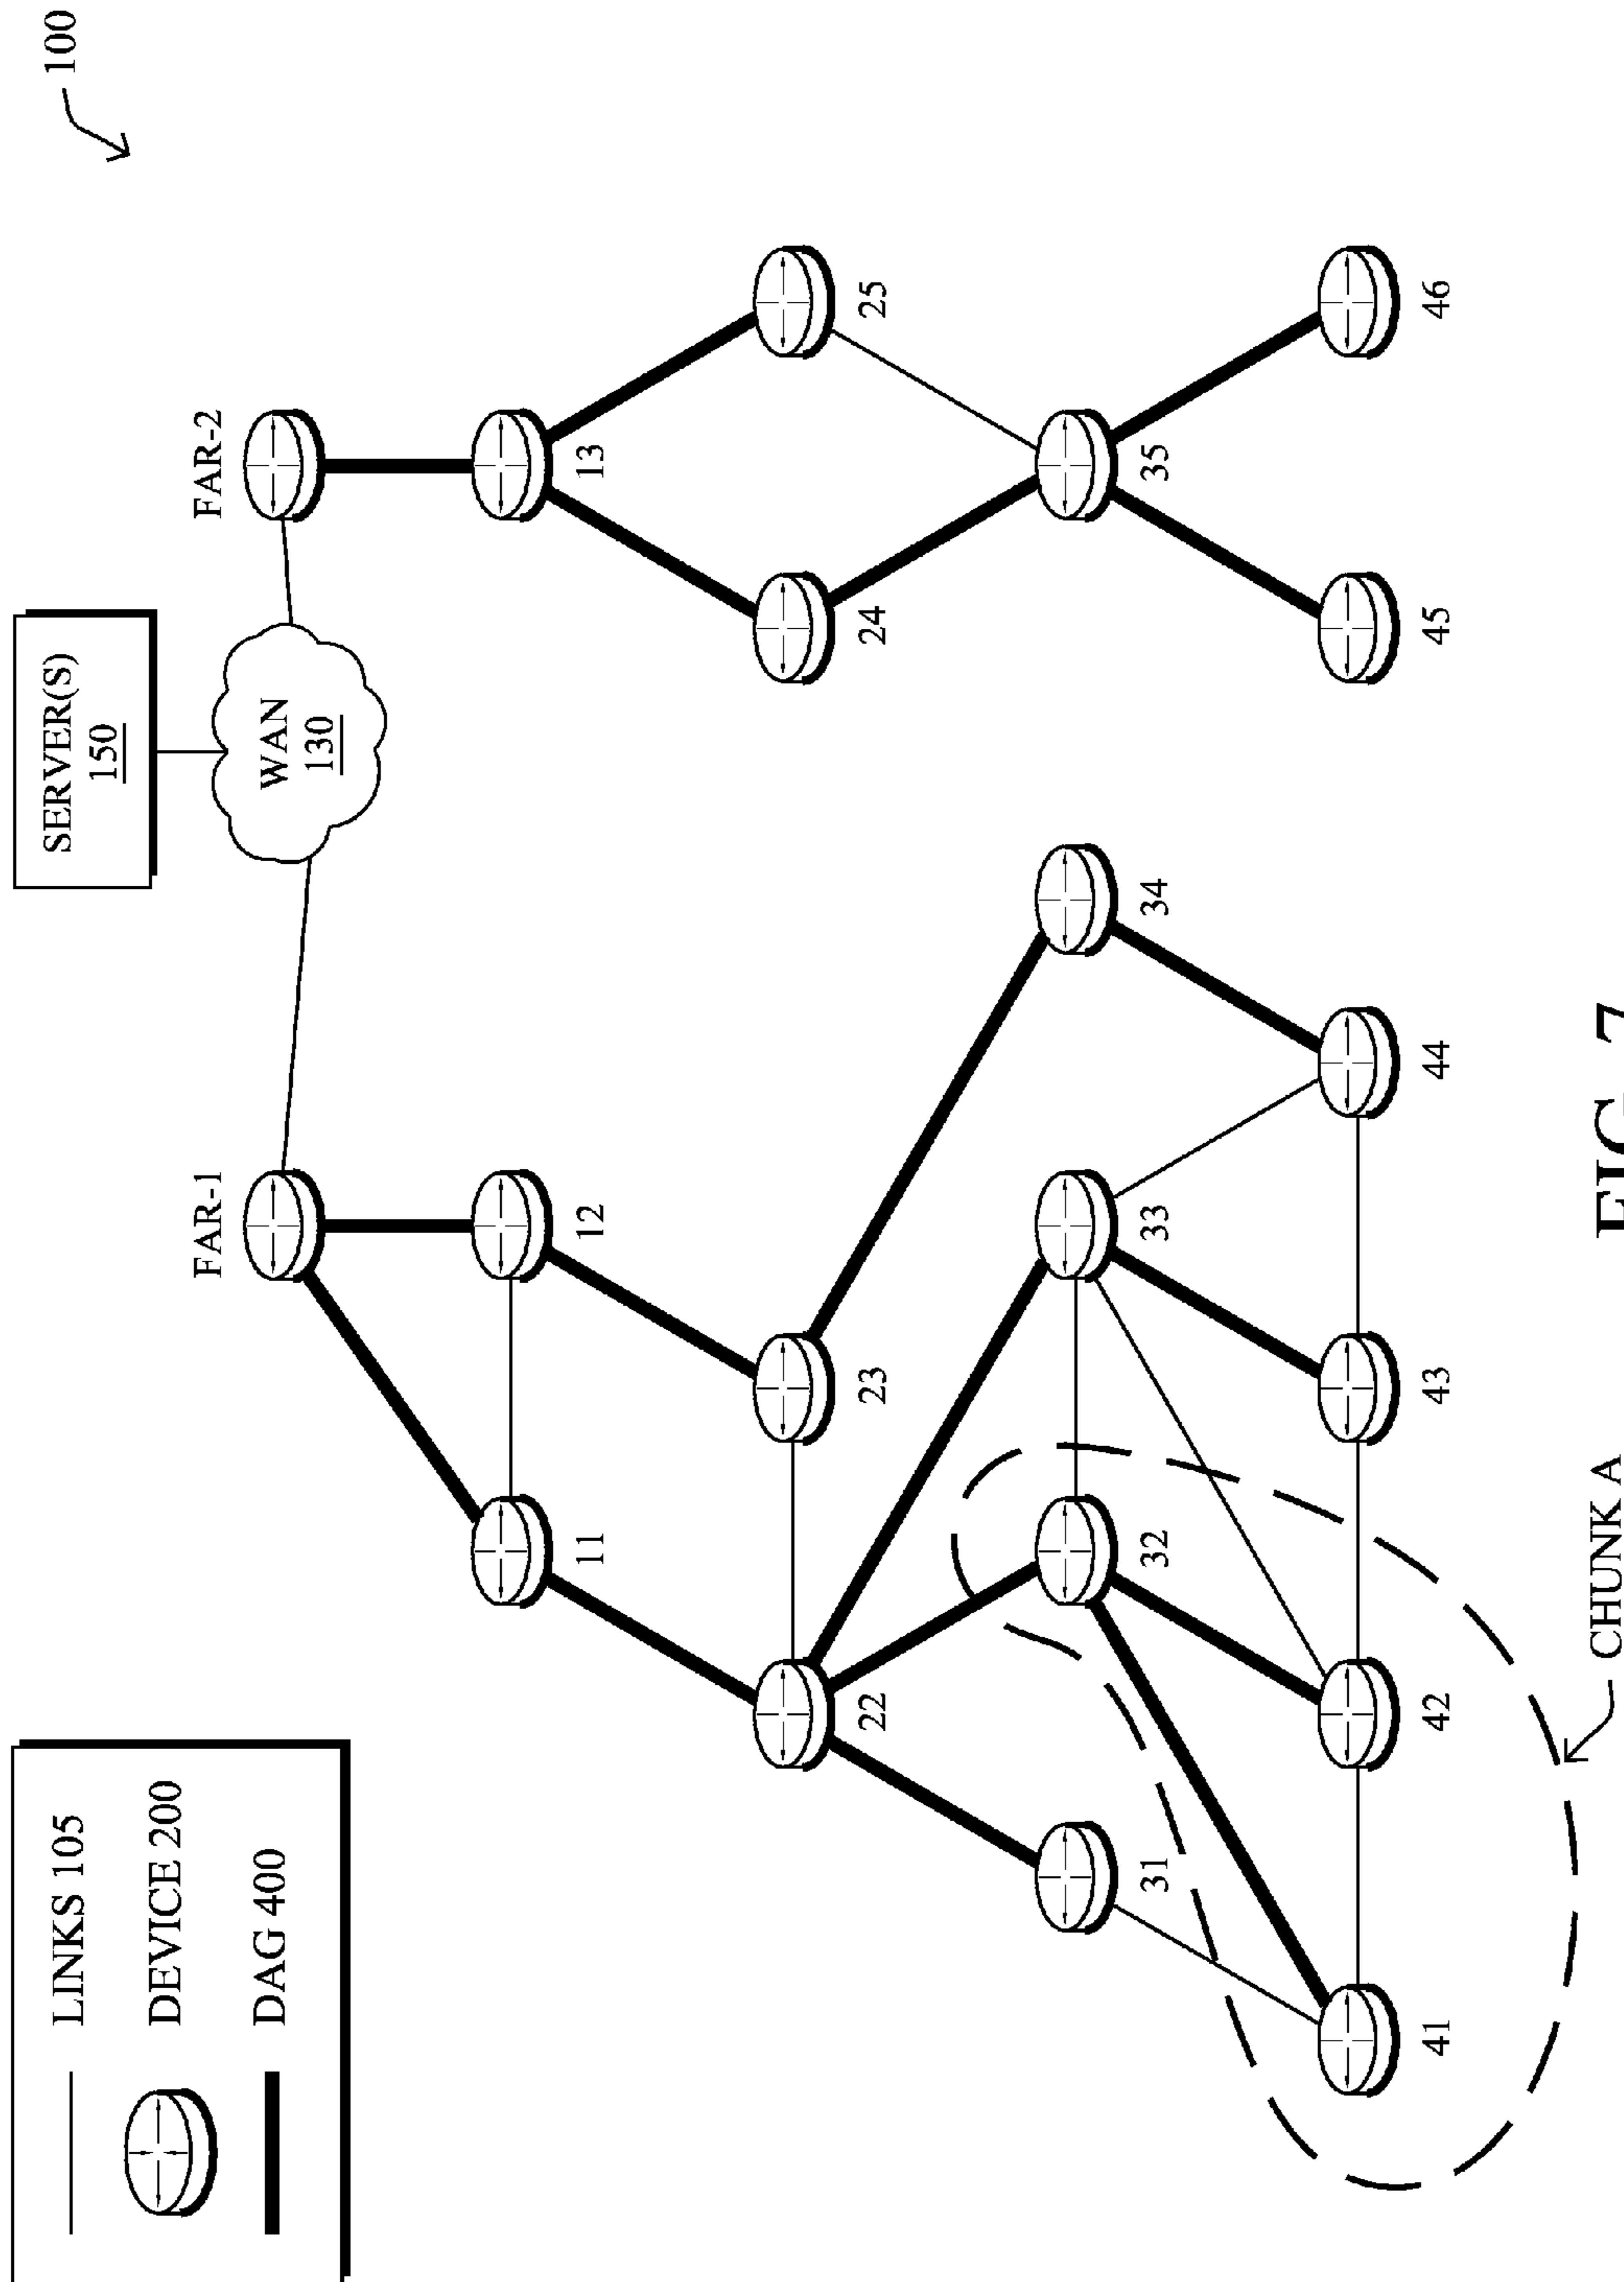 100
SERVER(S)
150
WAN
130
LINKS 105
DEVICE 200
DAG 400
FAR-1
FAR-2
11
12
13
22
23
24
25
31
32
33
34
35
41
42
43
44
45
46
CHUNK A
FIG. 7